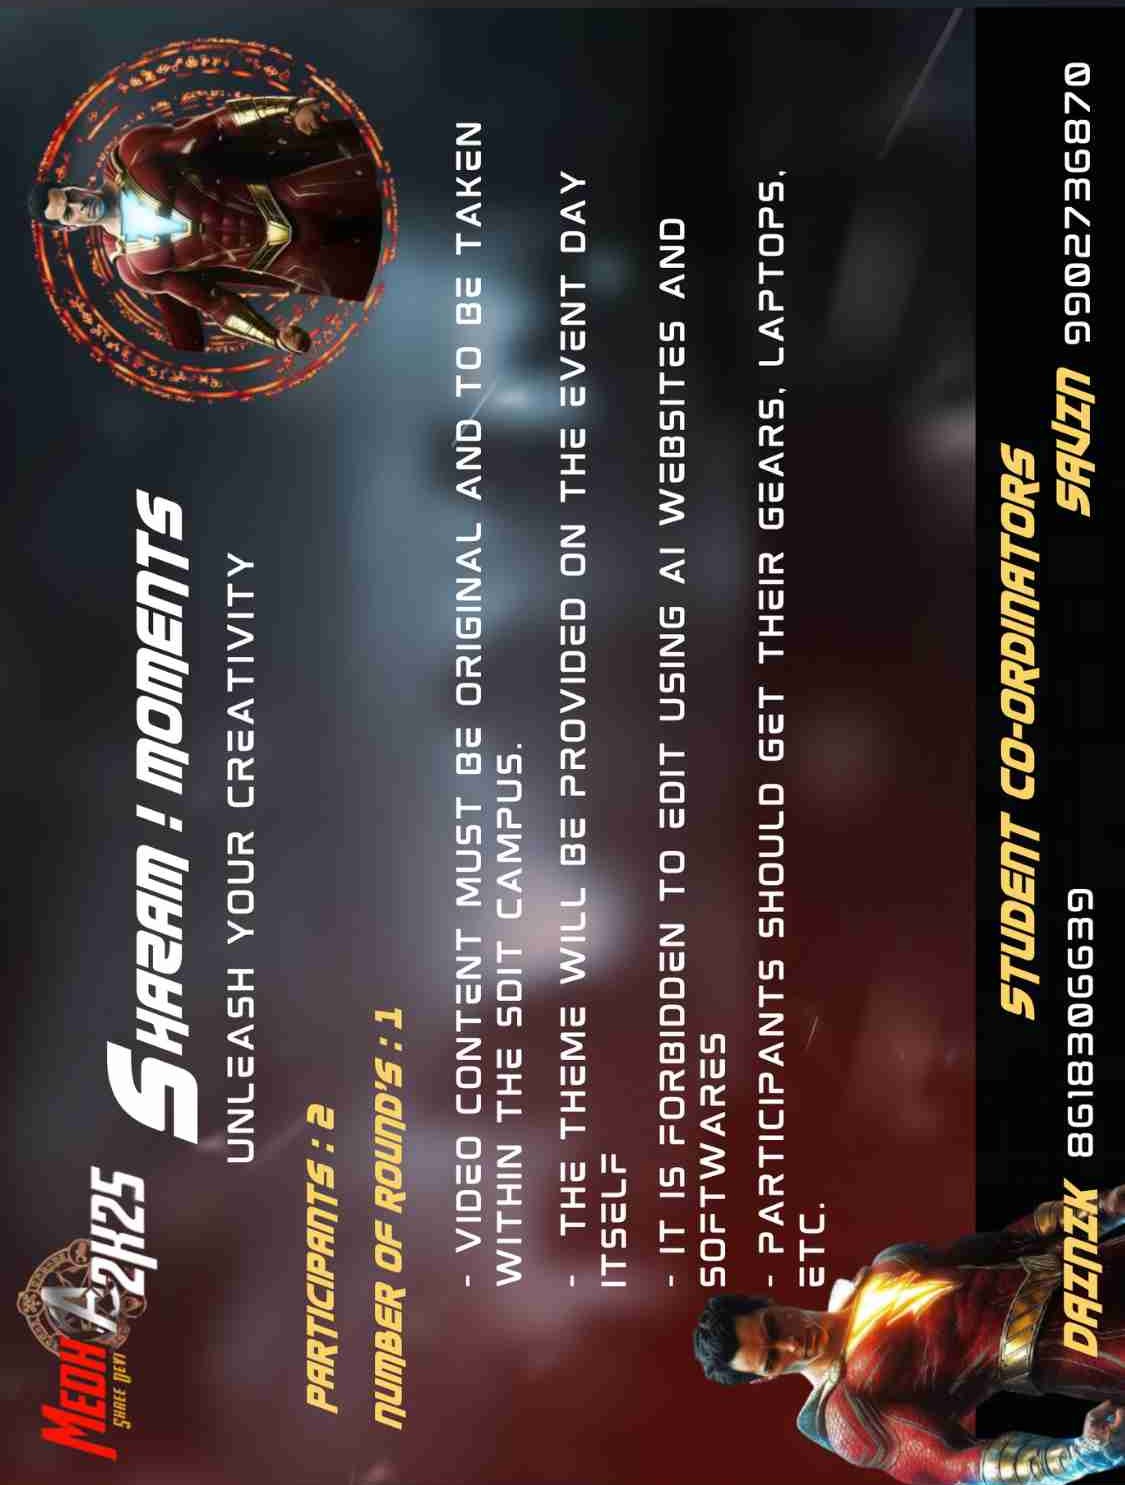 MEDHA 2K25
SHREE DEVI
SHAZAM ! MOMENTS
UNLEASH YOUR CREATIVITY
PARTICIPANTS : 2
NUMBER OF ROUND'S : 1
- VIDEO CONTENT MUST BE ORIGINAL AND TO BE TAKEN
WITHIN THE SDIT CAMPUS.
- THE THEME WILL BE PROVIDED ON THE EVENT DAY
ITSELF
- IT IS FORBIDDEN TO EDIT USING AI WEBSITES AND
SOFTWARES
- PARTICIPANTS SHOULD GET THEIR GEARS, LAPTOPS,
ETC.
STUDENT CO-ORDINATORS
DAINIK 8618306639
SAVIN 9902736870